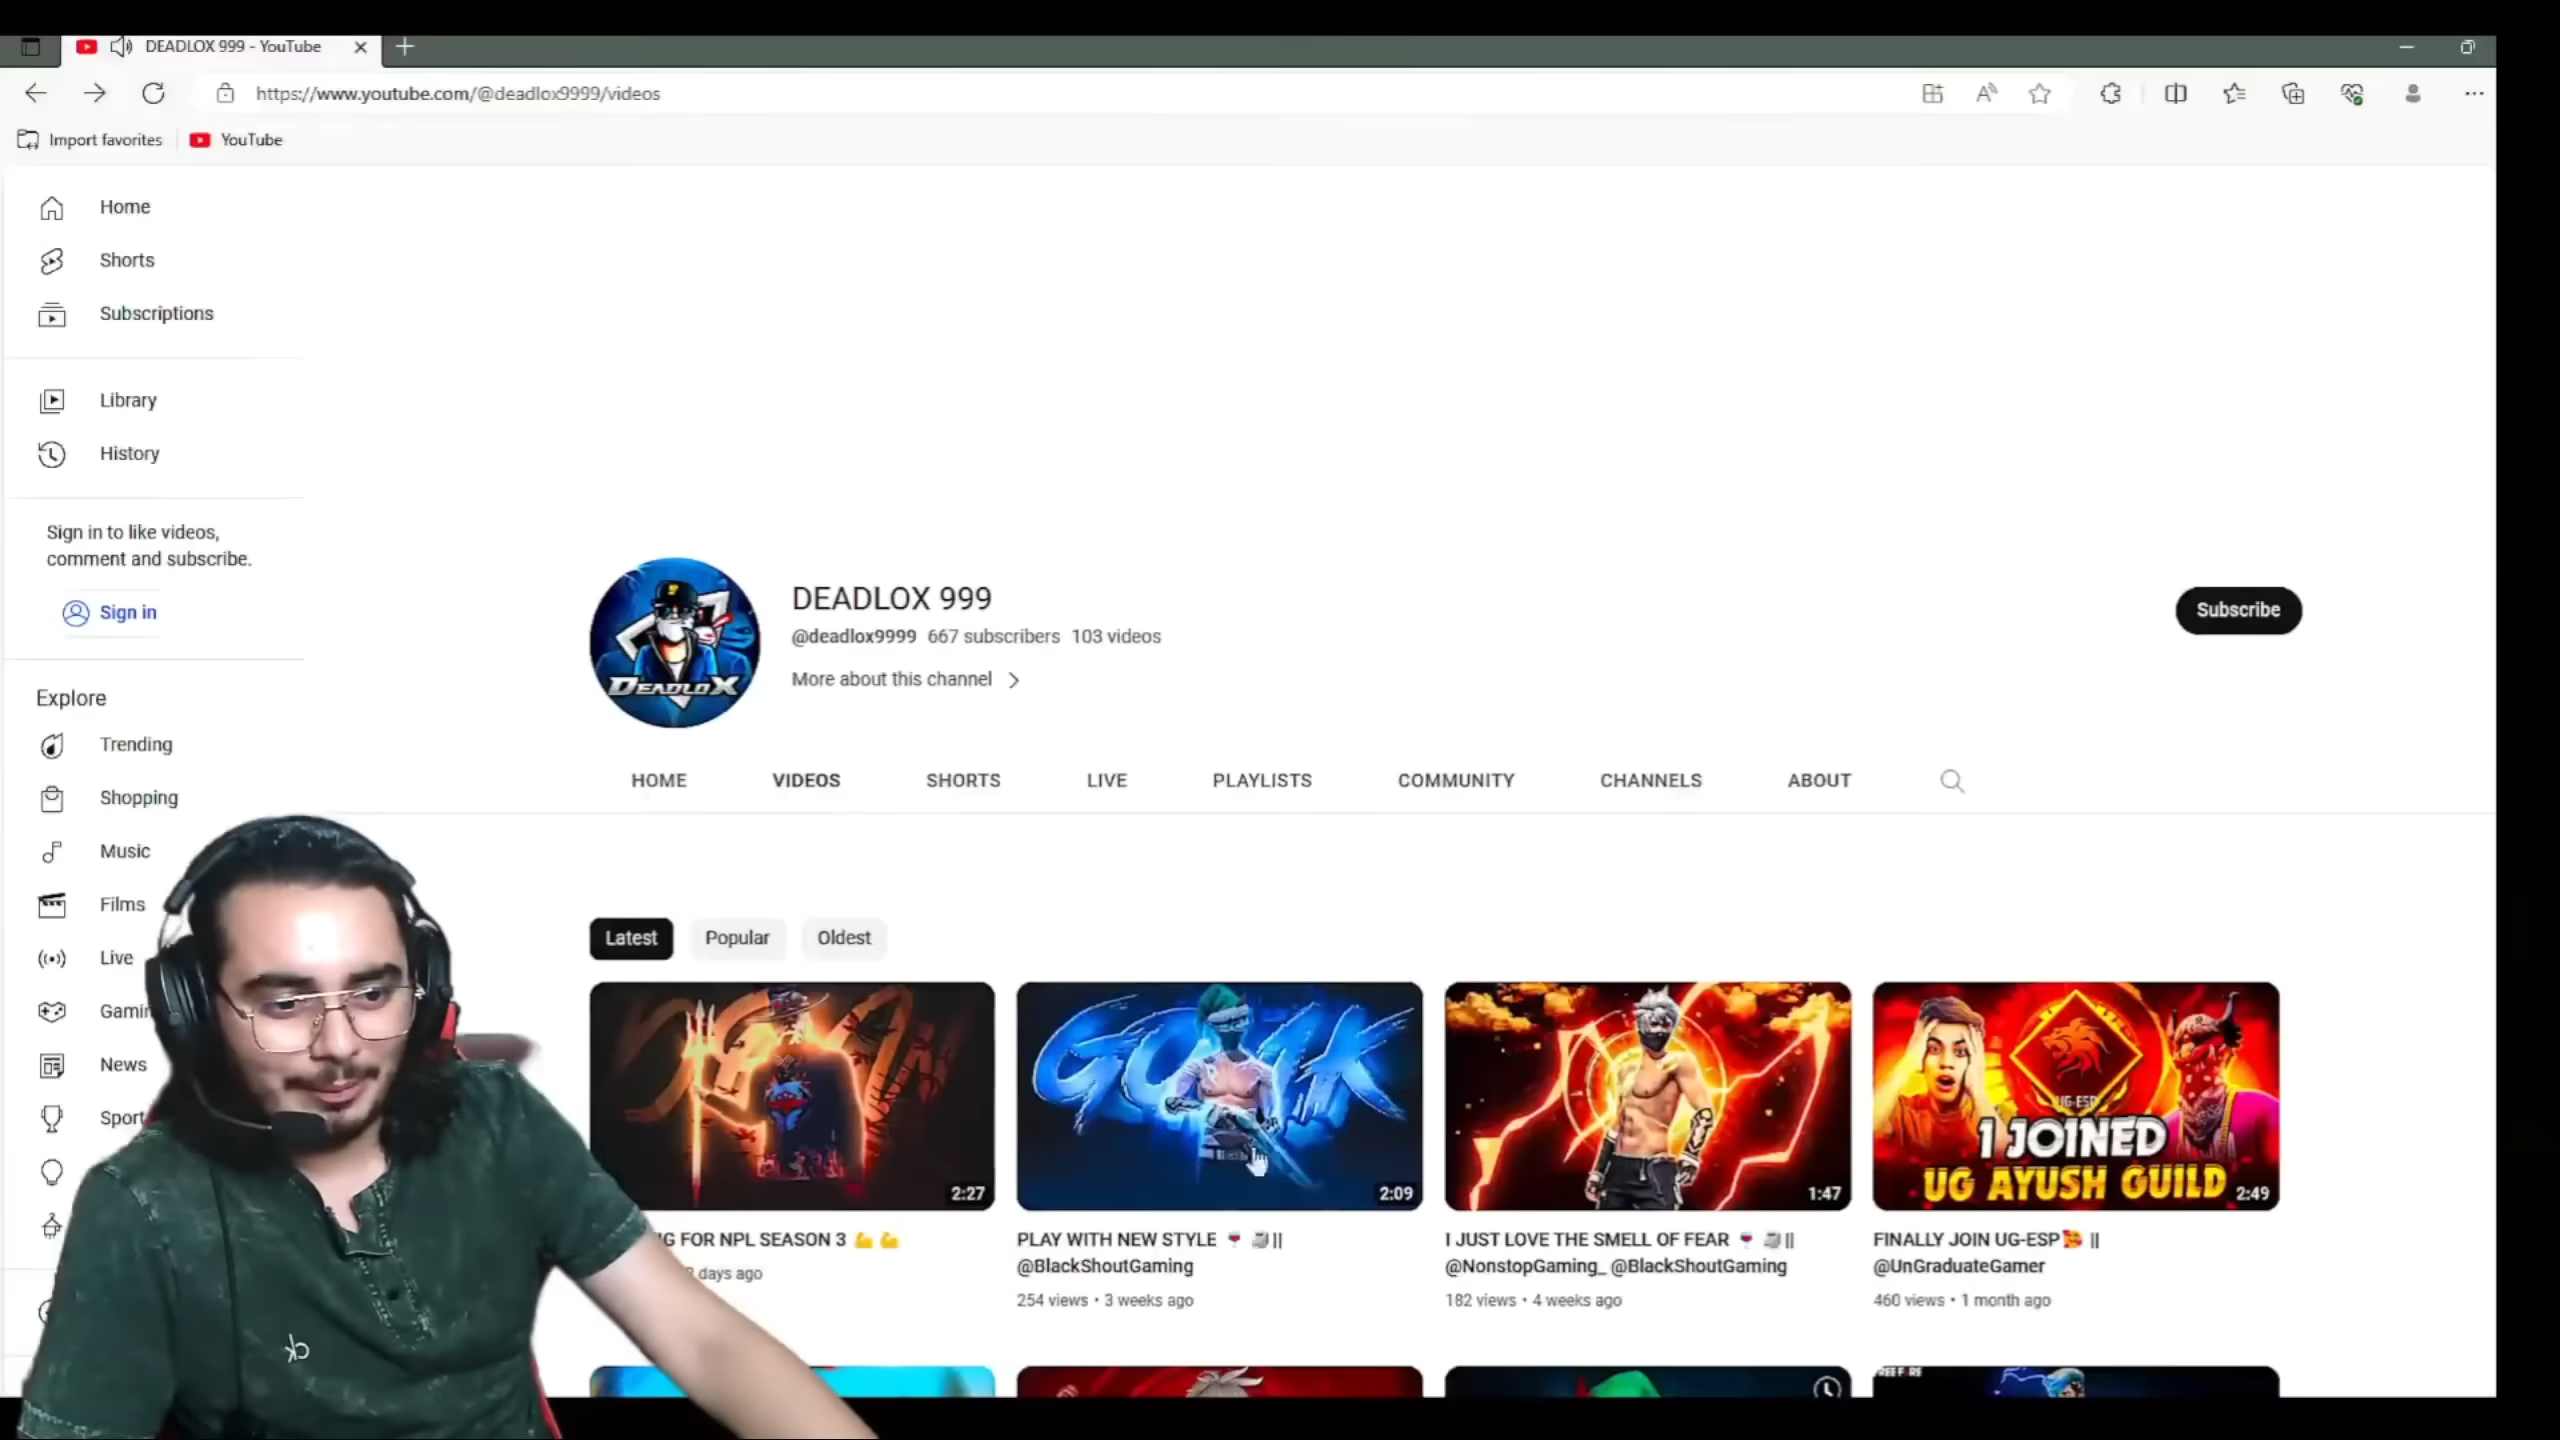 DEADLOX 999 - YouTube
https://www.youtube.com/@deadlox9999/videos
Import favorites
YouTube
Home
Shorts
Subscriptions
Library
History
Sign in to like videos,
comment and subscribe.
Sign in
Explore
Trending
Shopping
Music
Films
Live
News
DEADLOX
DEADLOX 999
@deadlox9999 667 subscribers 103 videos
More about this channel
Subscribe
HOME
VIDEOS
SHORTS
LIVE
PLAYLISTS
COMMUNITY
CHANNELS
ABOUT
Latest
Popular
Oldest
2:27
2:09
1:47
UG-ESP
I JOINED
UG AYUSH GUILD
2:49
FOR NPL SEASON 3 💪 💪
days ago
PLAY WITH NEW STYLE 🍷 🗿||
@BlackShoutGaming
254 views • 3 weeks ago
I JUST LOVE THE SMELL OF FEAR 🍷 🗿||
@NonstopGaming_ @BlackShoutGaming
182 views • 4 weeks ago
FINALLY JOIN UG-ESP🥰 ||
@UnGraduateGamer
460 views • 1 month ago
FREE FIRE